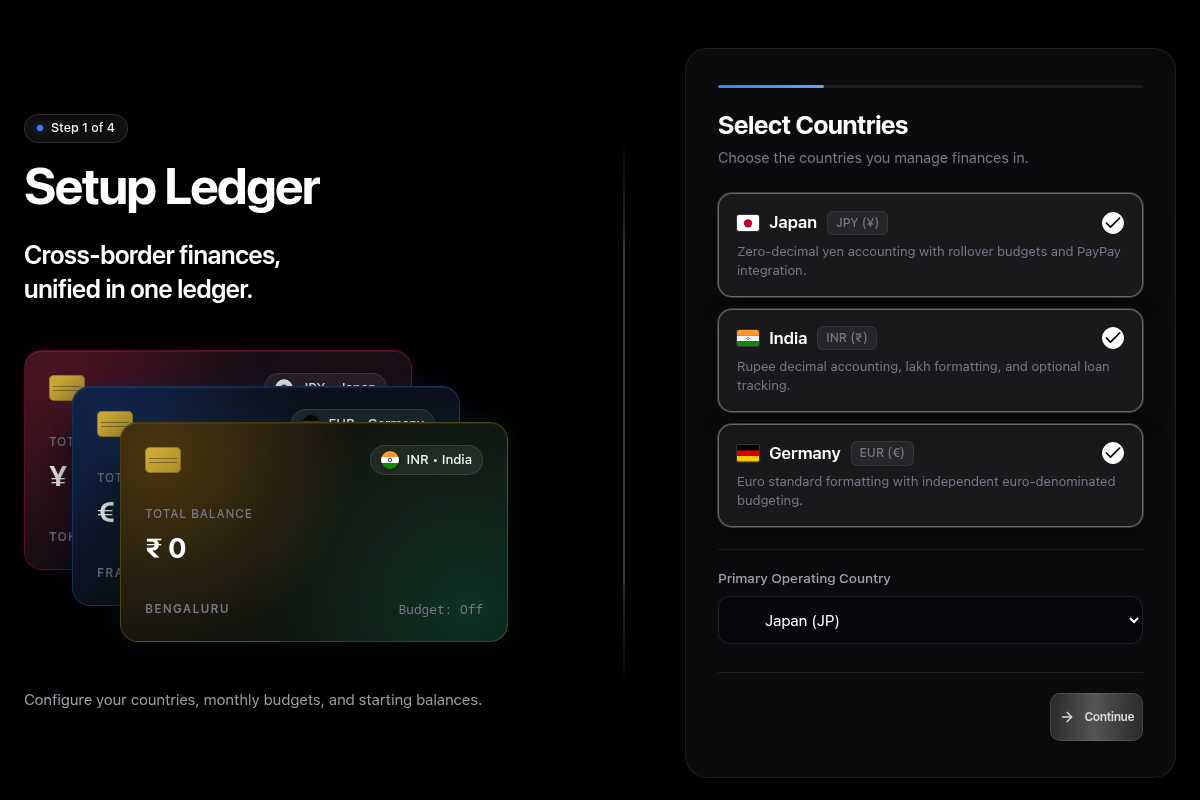 Step 1 of 4
Setup Ledger
Cross-border finances,
unified in one ledger.
¥
€
INR • India
TOTAL BALANCE
₹ 0
BENGALURU
Budget: Off
Configure your countries, monthly budgets, and starting balances.
Select Countries
Choose the countries you manage finances in.
Japan JPY (¥)
Zero-decimal yen accounting with rollover budgets and PayPay
integration.
India INR (₹)
Rupee decimal accounting, lakh formatting, and optional loan
tracking.
Germany EUR (€)
Euro standard formatting with independent euro-denominated
budgeting.
Primary Operating Country
Japan (JP)
Continue